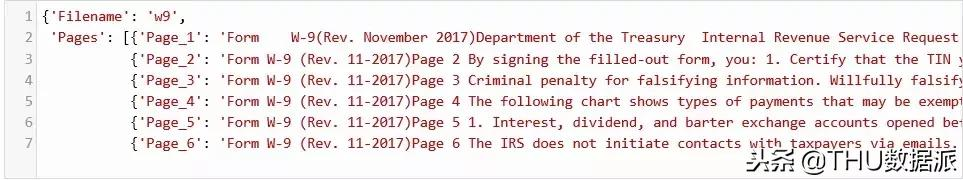 1 {'Filename': 'w9',
2 'Pages': [{'Page_1': 'Form W-9(Rev. November 2017)Department of the Treasury Internal Revenue Service Request
3 {'Page_2': 'Form W-9 (Rev. 11-2017)Page 2 By signing the filled-out form, you: 1. Certify that the TIN y
4 {'Page_3': 'Form W-9 (Rev. 11-2017)Page 3 Criminal penalty for falsifying information. Willfully falsify
5 {'Page_4': 'Form W-9 (Rev. 11-2017)Page 4 The following chart shows types of payments that may be exempt
6 {'Page_5': 'Form W-9 (Rev. 11-2017)Page 5 1. Interest, dividend, and barter exchange accounts opened be
7 {'Page_6': 'Form W-9 (Rev. 11-2017)Page 6 The IRS does not initiate contacts with taxpayers via emails.
头条 @THU数据派